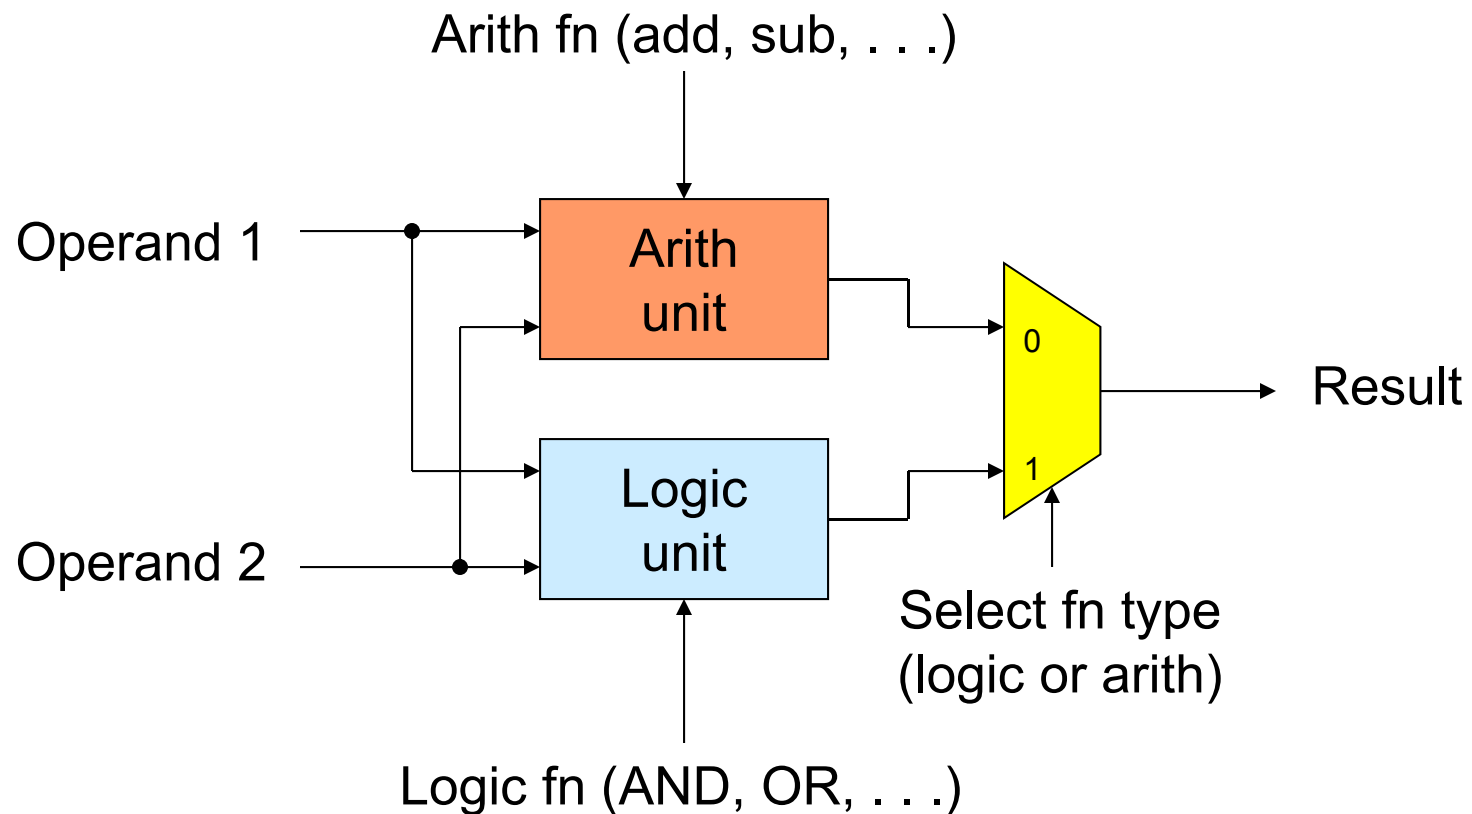 Arith fn (add, sub, . . .)
Operand 1
Arith
unit
0
Result
1
Logic
unit
Operand 2
Select fn type
(logic or arith)
Logic fn (AND, OR, . . .)